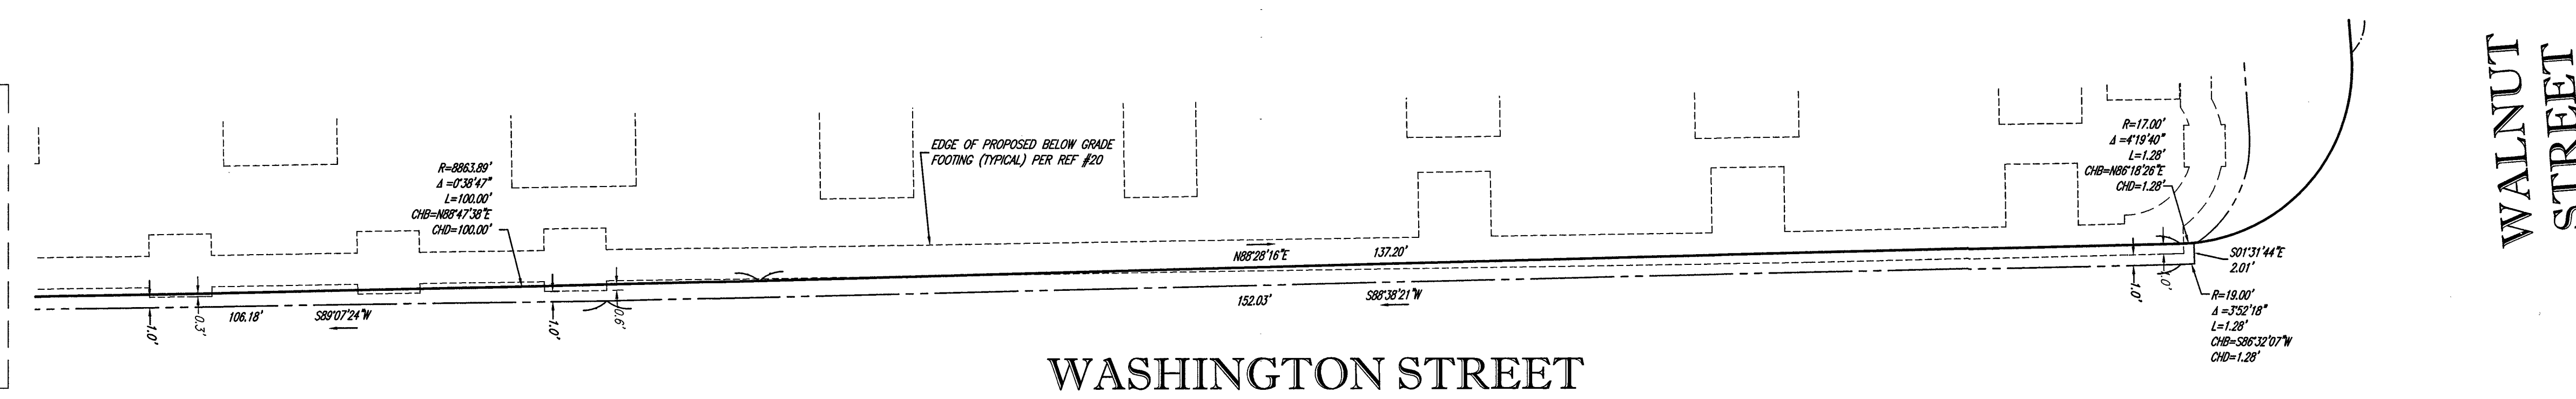 R=8863.89'
Δ =0°38'47"
L=100.00'
CHB=N88°47'38"E
CHD=100.00'
EDGE OF PROPOSED BELOW GRADE
FOOTING (TYPICAL) PER REF #20
R=17.00'
Δ =4°19'40"
L=1.28'
CHB=N86°18'26"E
CHD=1.28'
WALNUT
STREET
N88°28'16"E
137.20'
S01°31'44"E
2.01'
1.0'
0.3'
106.18'
S89°07'24"W
1.0'
0.6'
152.03'
S88°38'21"W
1.0'
1.0'
R=19.00'
Δ =3°52'18"
L=1.28'
CHB=S86°32'07"W
CHD=1.28'
WASHINGTON STREET